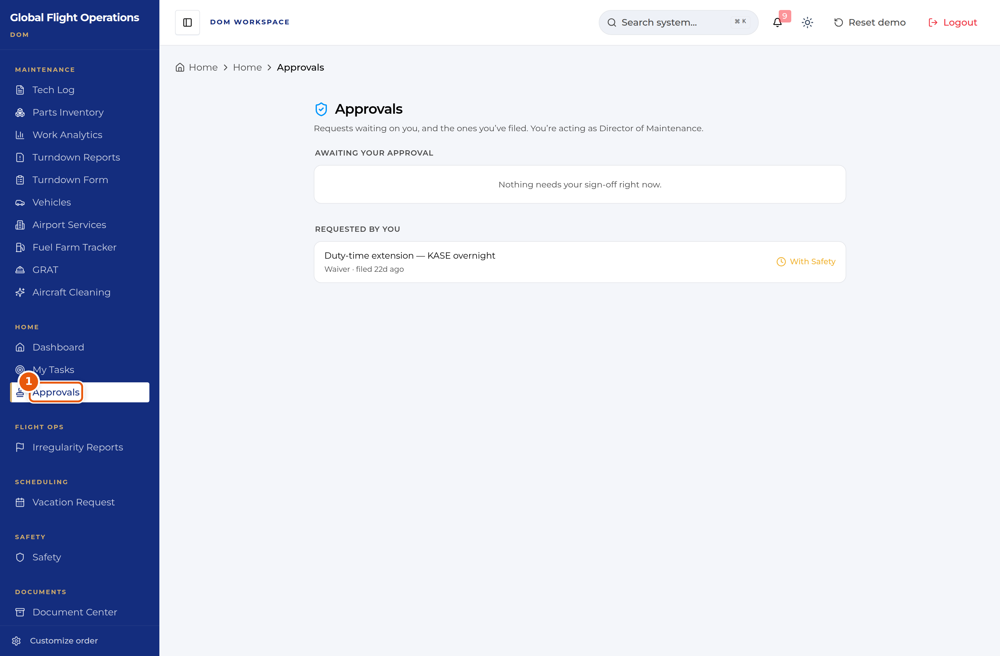 Global Flight Operations
DOM
MAINTENANCE
Tech Log
Parts Inventory
Work Analytics
Turndown Reports
Turndown Form
Vehicles
Airport Services
Fuel Farm Tracker
GRAT
Aircraft Cleaning
HOME
Dashboard
My Tasks
1
Approvals
FLIGHT OPS
Irregularity Reports
SCHEDULING
Vacation Request
SAFETY
Safety
DOCUMENTS
Document Center
Customize order
DOM WORKSPACE
Search system...
⌘ K
9
Reset demo
Logout
Home > Home > Approvals
Approvals
Requests waiting on you, and the ones you’ve filed. You’re acting as Director of Maintenance.
AWAITING YOUR APPROVAL
Nothing needs your sign-off right now.
REQUESTED BY YOU
Duty-time extension — KASE overnight
Waiver · filed 22d ago
With Safety